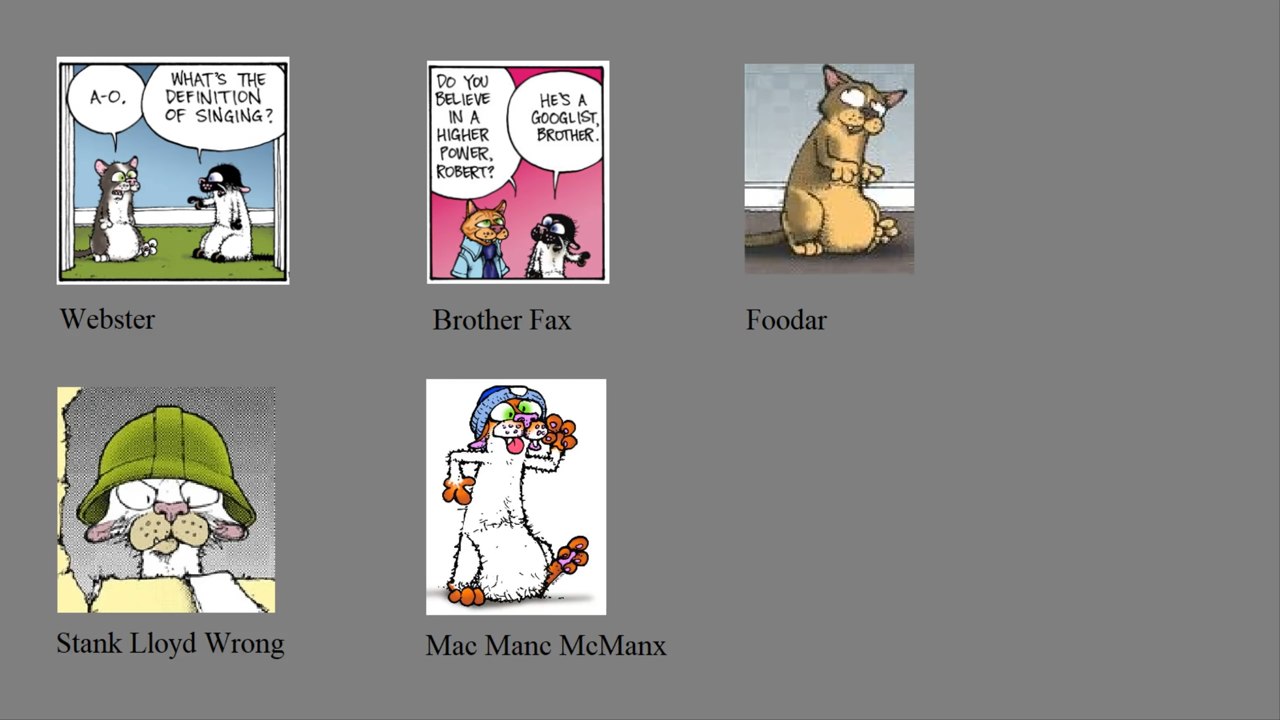 A-O.
WHAT'S THE
DEFINITION
OF SINGING?
DO YOU
BELIEVE
IN A
HIGHER
POWER,
ROBERT?
HE'S A
GOOGLIST,
BROTHER.
Webster
Brother Fax
Foodar
Stank Lloyd Wrong
Mac Manc McManx